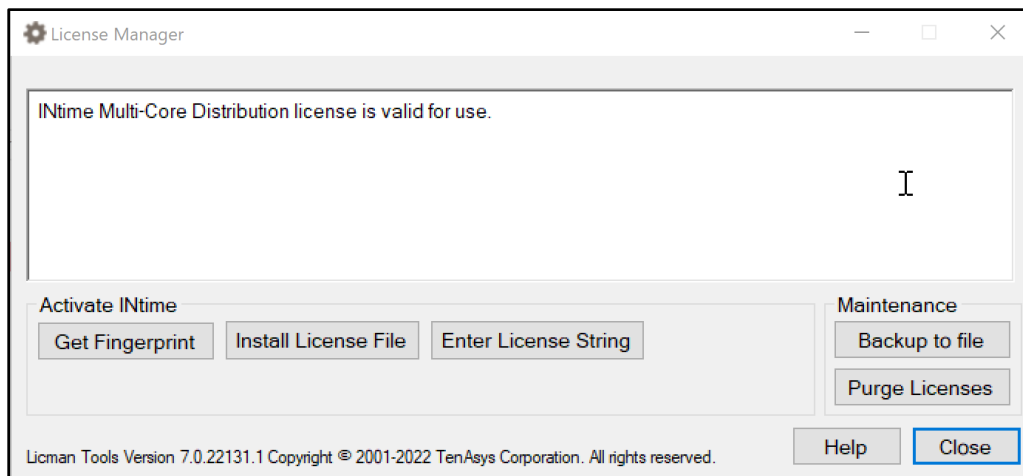 License Manager
INtime Multi-Core Distribution license is valid for use.
Activate INtime
Get Fingerprint
Install License File
Enter License String
Maintenance
Backup to file
Purge Licenses
Licman Tools Version 7.0.22131.1 Copyright © 2001-2022 TenAsys Corporation. All rights reserved.
Help
Close